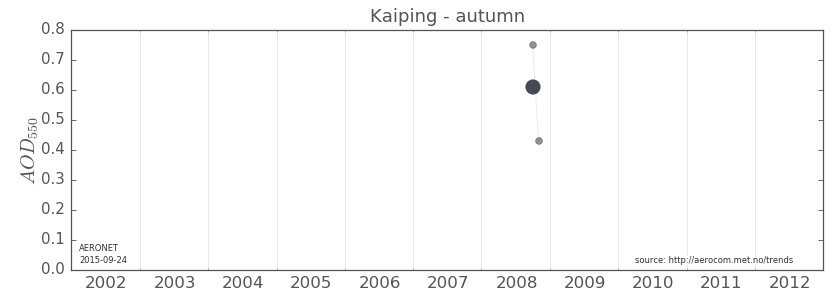 Kaiping - autumn
AOD550
0.8
0.7
0.6
0.5
0.4
0.3
0.2
0.1
0.0
AERONET
2015-09-24
source: http://aerocom.met.no/trends
2002 2003 2004 2005 2006 2007 2008 2009 2010 2011 2012